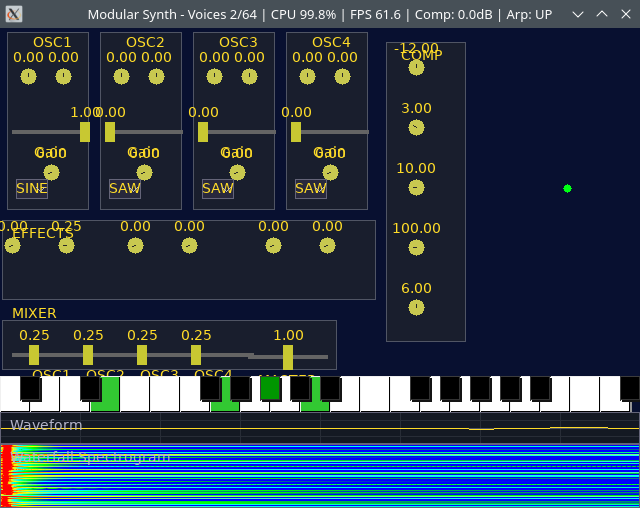 Modular Synth - Voices 2/64 | CPU 99.8% | FPS 61.6 | Comp: 0.0dB | Arp: UP
OSC1 OSC2 OSC3 OSC4
0.00 0.00 0.00 0.00 0.00 0.00 0.00 0.00
1.00 0.00 0.00 0.00
Gain Gain Gain Gain
SINE SAW SAW SAW
-12.00
COMP
3.00
10.00
100.00
6.00
EFFECTS
0.00 0.25 0.00 0.00 0.00 0.00
MIXER
0.25 0.25 0.25 0.25 1.00
OSC1 OSC2 OSC3 OSC4
Waveform
Waterfall Spectrogram